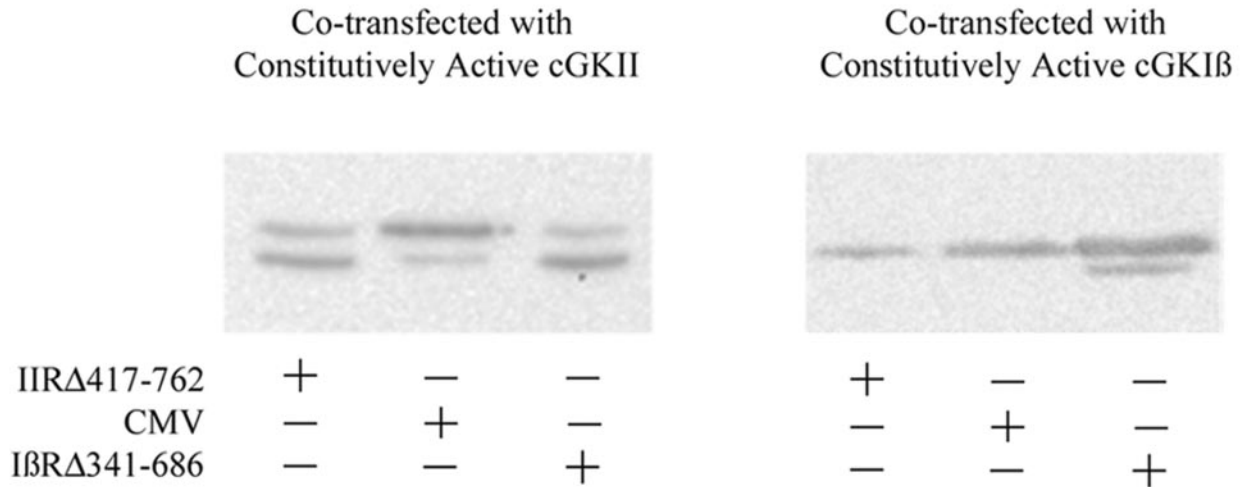 Co-transfected with
Constitutively Active cGKII
Co-transfected with
Constitutively Active cGKIß
IIRΔ417-762 + — — + — —
CMV — + — — + —
IßRΔ341-686 — — + — — +